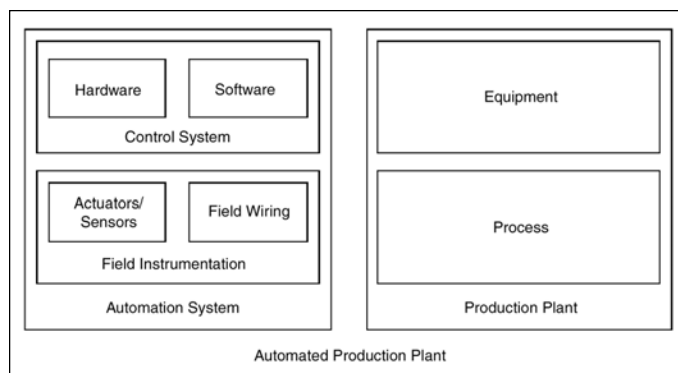 Hardware
Software
Control System
Actuators/
Sensors
Field Wiring
Field Instrumentation
Automation System
Equipment
Process
Production Plant
Automated Production Plant